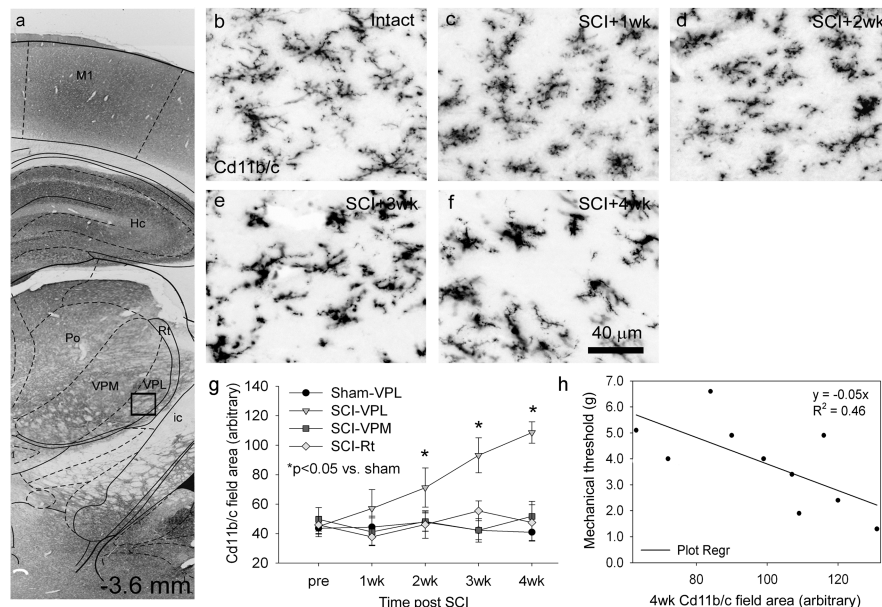 a
M1
Hc
Po
Rt
VPM
VPL
ic
-3.6 mm
b
Intact
Cd11b/c
c
SCI+1wk
d
SCI+2wk
e
SCI+3wk
f
SCI+4wk
40 μm
g
Cd11b/c field area (arbitrary)
140
120
100
80
60
40
20
Sham-VPL
SCI-VPL
SCI-VPM
SCI-Rt
*p<0.05 vs. sham
* * *
pre 1wk 2wk 3wk 4wk
Time post SCI
h
Mechanical threshold (g)
7.0
6.0
5.0
4.0
3.0
2.0
1.0
0.0
y = -0.05x
R² = 0.46
Plot Regr
80 100 120
4wk Cd11b/c field area (arbitrary)